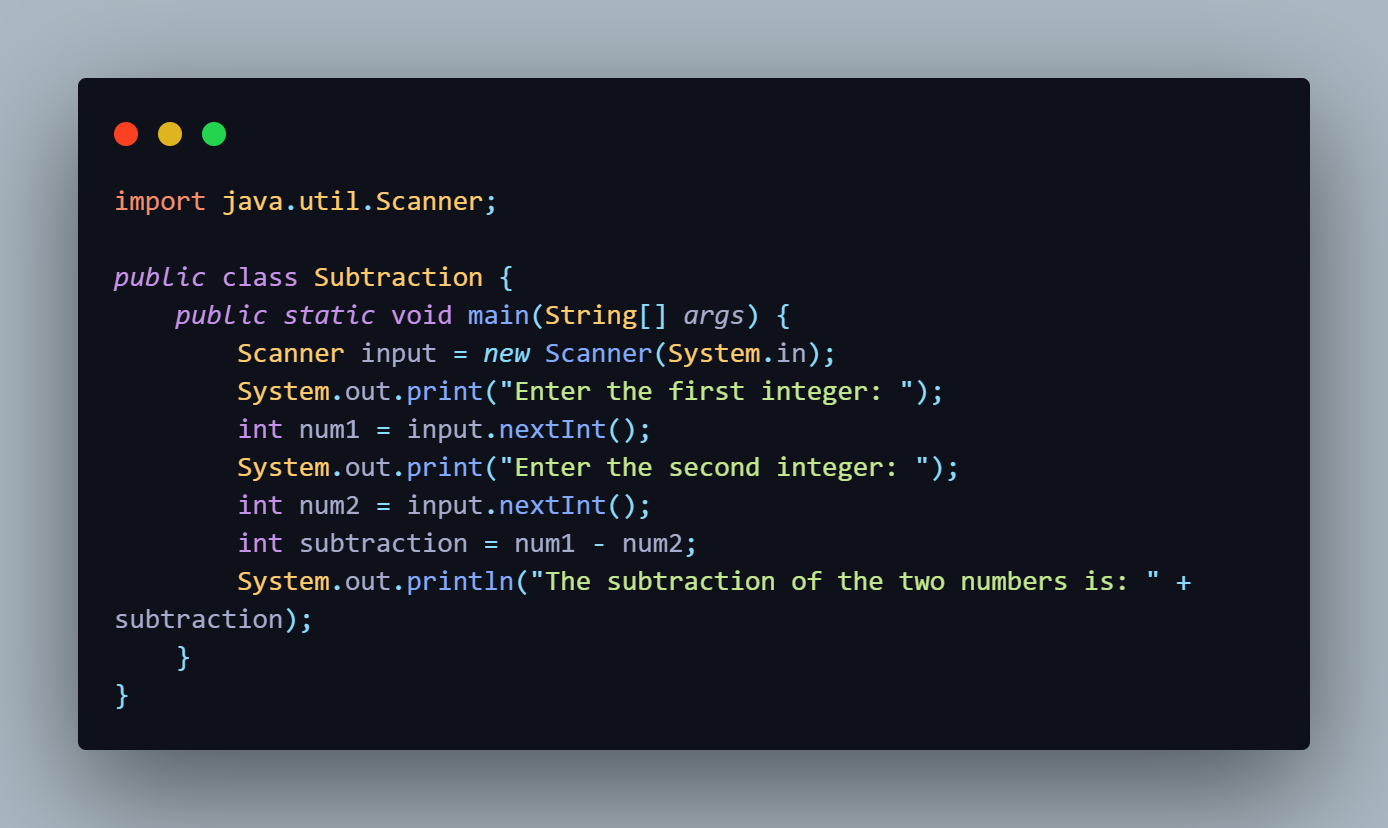 import java.util.Scanner;

public class Subtraction {
    public static void main(String[] args) {
        Scanner input = new Scanner(System.in);
        System.out.print("Enter the first integer: ");
        int num1 = input.nextInt();
        System.out.print("Enter the second integer: ");
        int num2 = input.nextInt();
        int subtraction = num1 - num2;
        System.out.println("The subtraction of the two numbers is: " +
subtraction);
    }
}